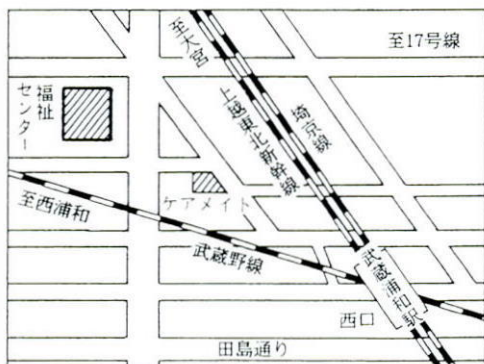 至大宮
至17号線
福祉
センター
上越東北新幹線
埼京線
ケアメイト
至西浦和
武蔵野線
武蔵浦和駅
西口
田島通り